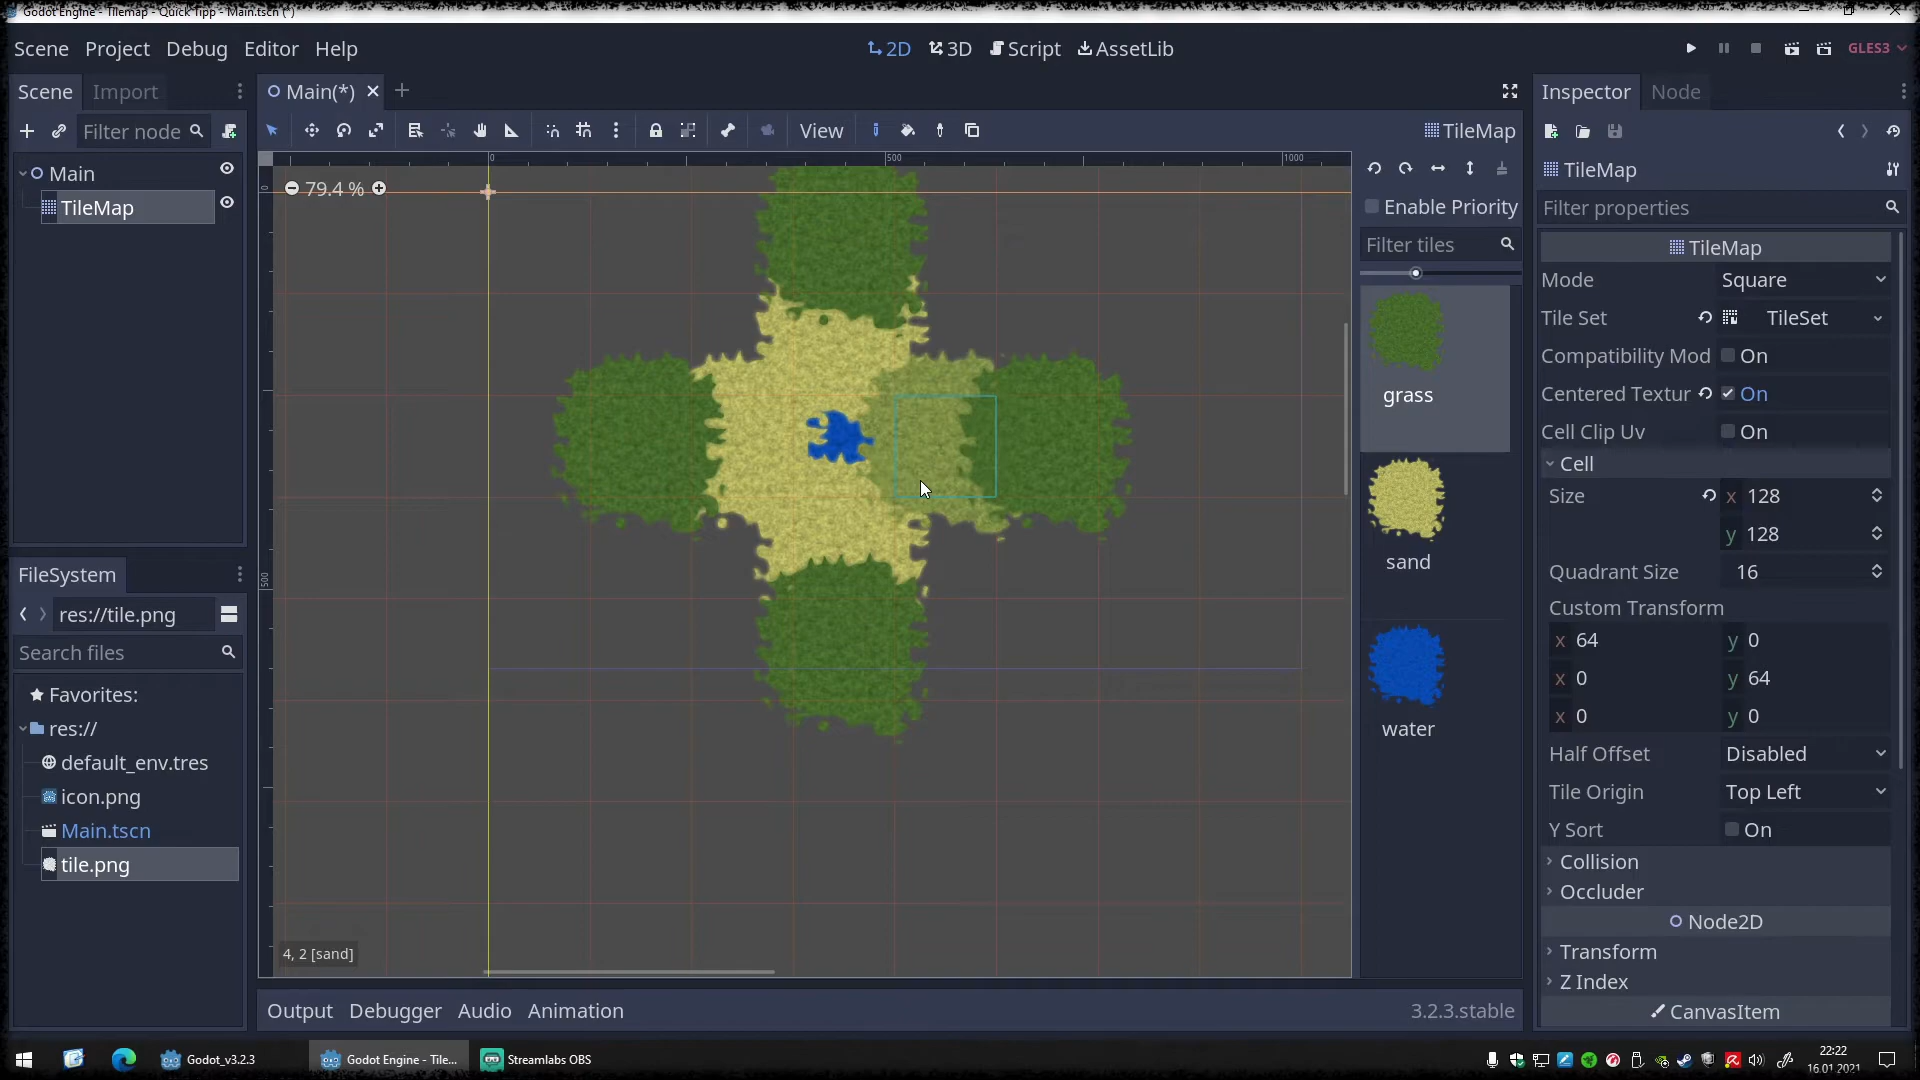 Godot Engine - Tilemap - Quick Tipp - Main.tscn (*)
Scene Project Debug Editor Help
2D 3D Script AssetLib
GLES3
Scene Import
Main(*)
Inspector Node
Filter node
View
TileMap
Main
TileMap
0 500 1000
0
500
79.4 %
Enable Priority
Filter tiles
grass
sand
water
4, 2 [sand]
TileMap
Filter properties
TileMap
Mode Square
Tile Set TileSet
Compatibility Mod On
Centered Textur On
Cell Clip Uv On
Cell
Size x 128
y 128
Quadrant Size 16
Custom Transform
x 64 y 0
x 0 y 64
x 0 y 0
Half Offset Disabled
Tile Origin Top Left
Y Sort On
Collision
Occluder
Node2D
Transform
Z Index
CanvasItem
FileSystem
res://tile.png
Search files
Favorites:
res://
default_env.tres
icon.png
Main.tscn
tile.png
Output Debugger Audio Animation
3.2.3.stable
Godot_v3.2.3
Godot Engine - Tile...
Streamlabs OBS
22:22
16.01.2021